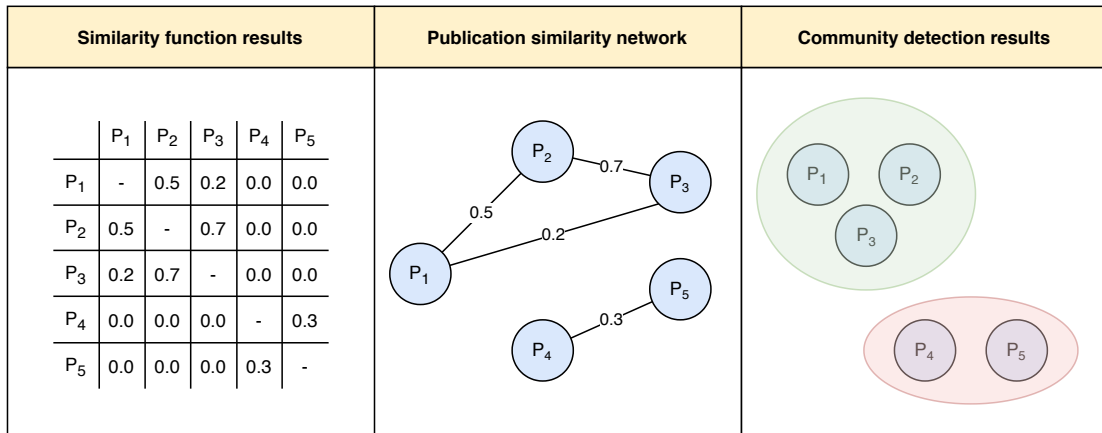 Similarity function results
Publication similarity network
Community detection results
P1 P2 P3 P4 P5
P1 - 0.5 0.2 0.0 0.0
P2 0.5 - 0.7 0.0 0.0
P3 0.2 0.7 - 0.0 0.0
P4 0.0 0.0 0.0 - 0.3
P5 0.0 0.0 0.0 0.3 -
P2
0.7
P3
0.5
0.2
P1
P5
0.3
P4
P1 P2
P3
P4 P5